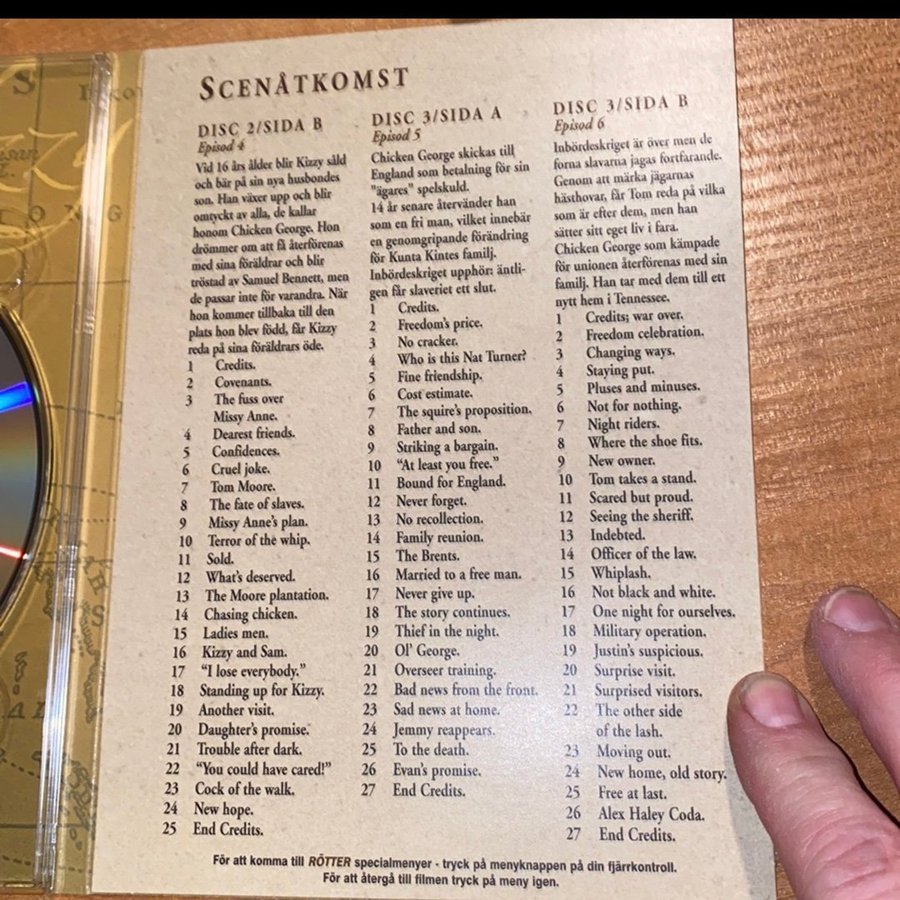 SCENÅTKOMST
DISC 2/SIDA B
Episod 4
Vid 16 års ålder blir Kizzy såld
och bär på sin nya husbondes
son. Han växer upp och blir
omtyckt av alla, de kallar
honom Chicken George. Hon
drömmer om att få återförenas
med sina föräldrar och blir
tröstad av Samuel Bennett, men
de passar inte för varandra. När
hon kommer tillbaka till den
plats hon blev född, får Kizzy
reda på sina föräldrars öde.
1 Credits.
2 Covenants.
3 The fuss over
Missy Anne.
4 Dearest friends.
5 Confidences.
6 Cruel joke.
7 Tom Moore.
8 The fate of slaves.
9 Missy Anne's plan.
10 Terror of the whip.
11 Sold.
12 What's deserved.
13 The Moore plantation.
14 Chasing chicken.
15 Ladies men.
16 Kizzy and Sam.
17 "I lose everybody."
18 Standing up for Kizzy.
19 Another visit.
20 Daughter's promise.
21 Trouble after dark.
22 "You could have cared!"
23 Cock of the walk.
24 New hope.
25 End Credits.
DISC 3/SIDA A
Episod 5
Chicken George skickas till
England som betalning för sin
"ägares" spelskuld.
14 år senare återvänder han
som en fri man, vilket innebär
en genomgripande förändring
för Kunta Kintes familj.
Inbördeskriget upphör: äntli-
gen får slaveriet ett slut.
1 Credits.
2 Freedom's price.
3 No cracker.
4 Who is this Nat Turner?
5 Fine friendship.
6 Cost estimate.
7 The squire's proposition.
8 Father and son.
9 Striking a bargain.
10 "At least you free."
11 Bound for England.
12 Never forget.
13 No recollection.
14 Family reunion.
15 The Brents.
16 Married to a free man.
17 Never give up.
18 The story continues.
19 Thief in the night.
20 Ol' George.
21 Overseer training.
22 Bad news from the front.
23 Sad news at home.
24 Jemmy reappears.
25 To the death.
26 Evan's promise.
27 End Credits.
DISC 3/SIDA B
Episod 6
Inbördeskriget är över men de
forna slavarna jagas fortfarande.
Genom att märka jägarnas
hästhovar, får Tom reda på vilka
som är efter dem, men han
sätter sitt eget liv i fara.
Chicken George som kämpade
för unionen återförenas med sin
familj. Han tar med dem till ett
nytt hem i Tennessee.
1 Credits; war over.
2 Freedom celebration.
3 Changing ways.
4 Staying put.
5 Pluses and minuses.
6 Not for nothing.
7 Night riders.
8 Where the shoe fits.
9 New owner.
10 Tom takes a stand.
11 Scared but proud.
12 Seeing the sheriff.
13 Indebted.
14 Officer of the law.
15 Whiplash.
16 Not black and white.
17 One night for ourselves.
18 Military operation.
19 Justin's suspicious.
20 Surprise visit.
21 Surprised visitors.
22 The other side
of the lash.
23 Moving out.
24 New home, old story.
25 Free at last.
26 Alex Haley Coda.
27 End Credits.
För att komma till RÖTTER specialmenyer - tryck på menyknappen på din fjärrkontroll.
För att återgå till filmen tryck på meny igen.